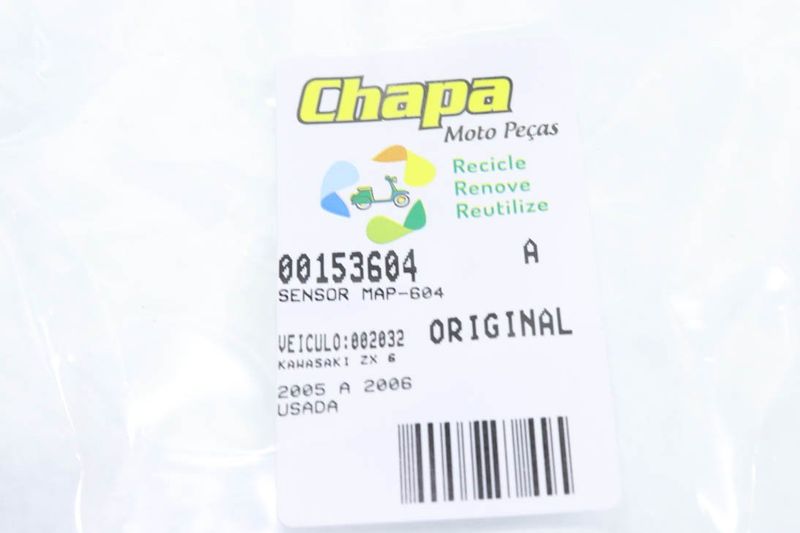 Chapa
Moto Peças
Recicle
Renove
Reutilize
00153604 A
SENSOR MAP-604
VEICULO:002032 ORIGINAL
KAWASAKI ZX 6
2005 A 2006
USADA